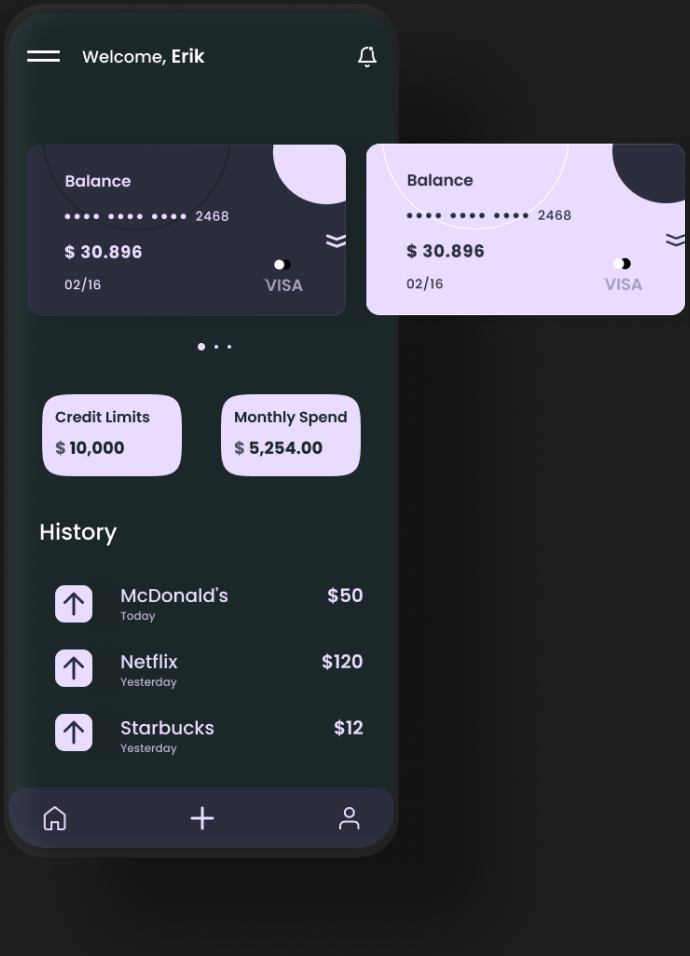 Welcome, Erik
Balance
•••• •••• •••• 2468
$ 30.896
02/16
VISA
Balance
•••• •••• •••• 2468
$ 30.896
02/16
VISA
Credit Limits
$ 10,000
Monthly Spend
$ 5,254.00
History
McDonald's
Today
$50
Netflix
Yesterday
$120
Starbucks
Yesterday
$12